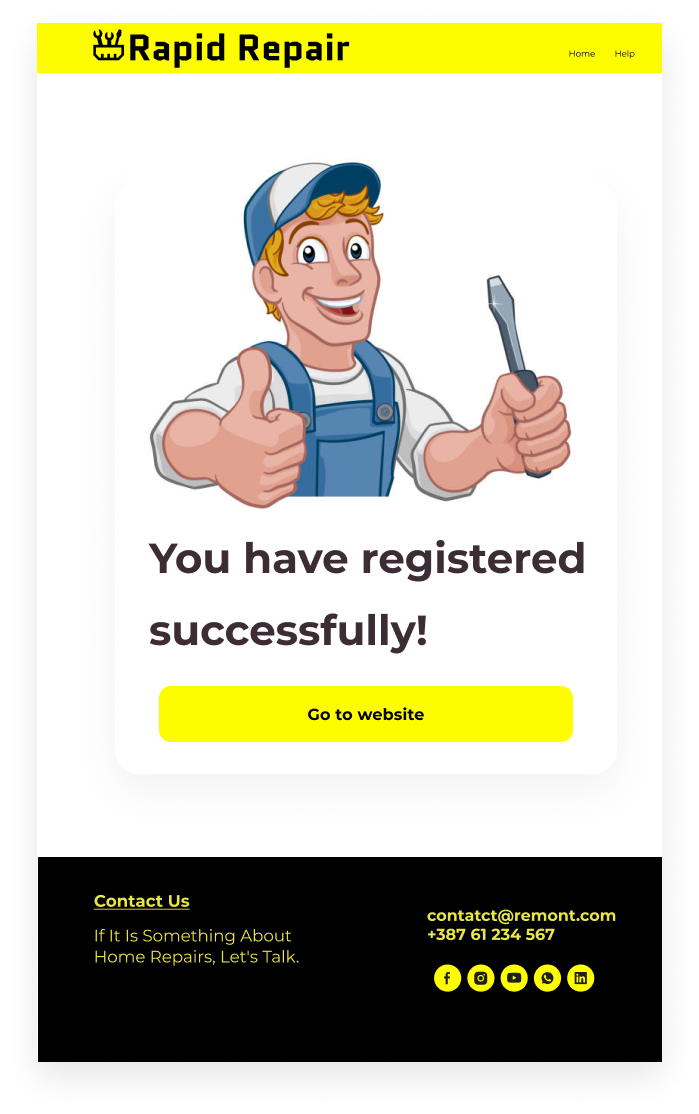 Rapid Repair
Home Help
You have registered
successfully!
Go to website
Contact Us
If It Is Something About
Home Repairs, Let's Talk.
contatct@remont.com
+387 61 234 567